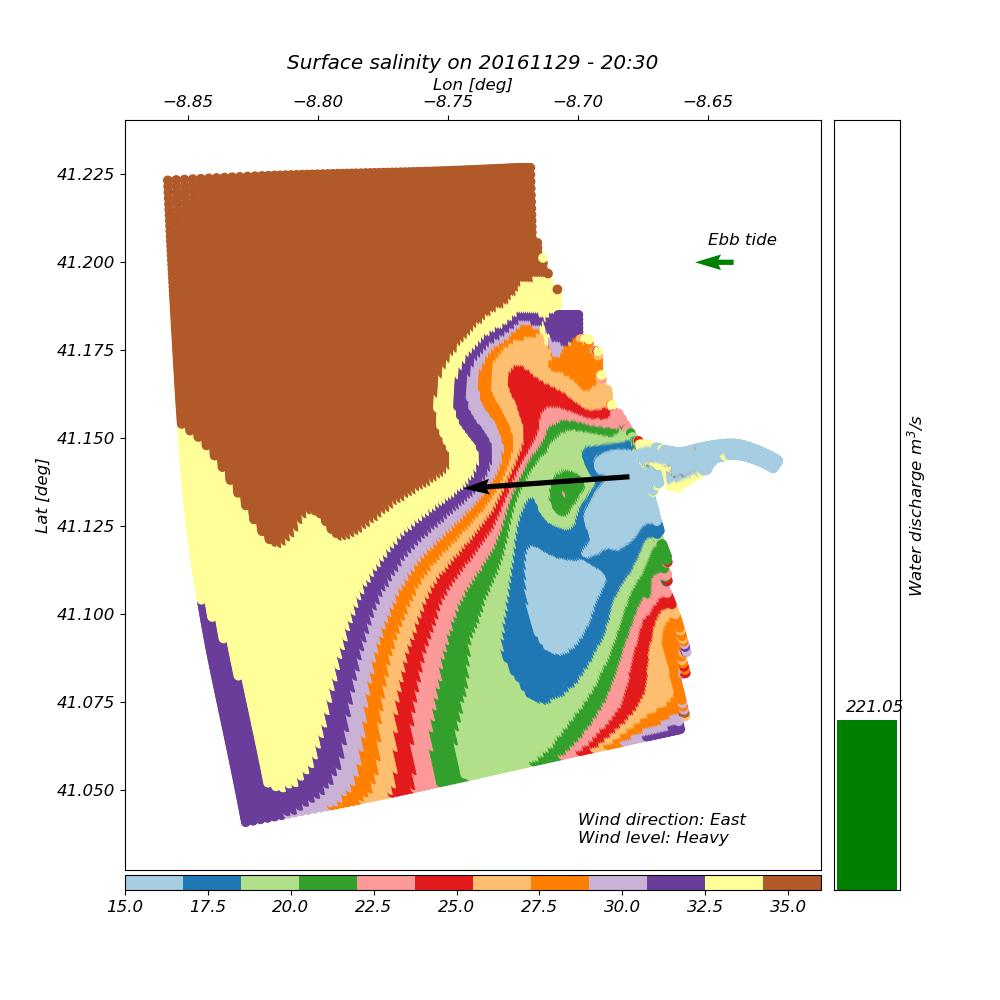 Surface salinity on 20161129 - 20:30
Lon [deg]
−8.85 −8.80 −8.75 −8.70 −8.65
41.225
41.200
41.175
41.150
41.125
41.100
41.075
41.050
Lat [deg]
Ebb tide
Water discharge m³/s
221.05
Wind direction: East
Wind level: Heavy
15.0 17.5 20.0 22.5 25.0 27.5 30.0 32.5 35.0